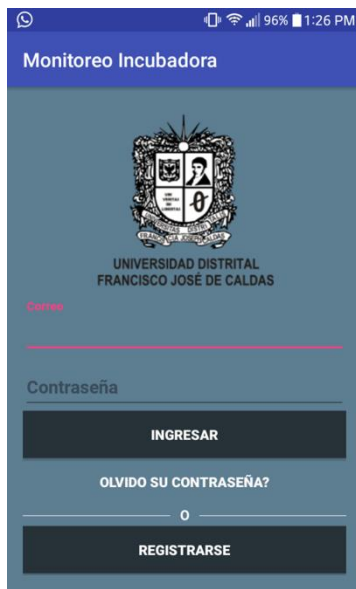 96% 1:26 PM
Monitoreo Incubadora
UNIVERSIDAD DISTRITAL
FRANCISCO JOSÉ DE CALDAS
Correo
Contraseña
INGRESAR
OLVIDO SU CONTRASEÑA?
O
REGISTRARSE